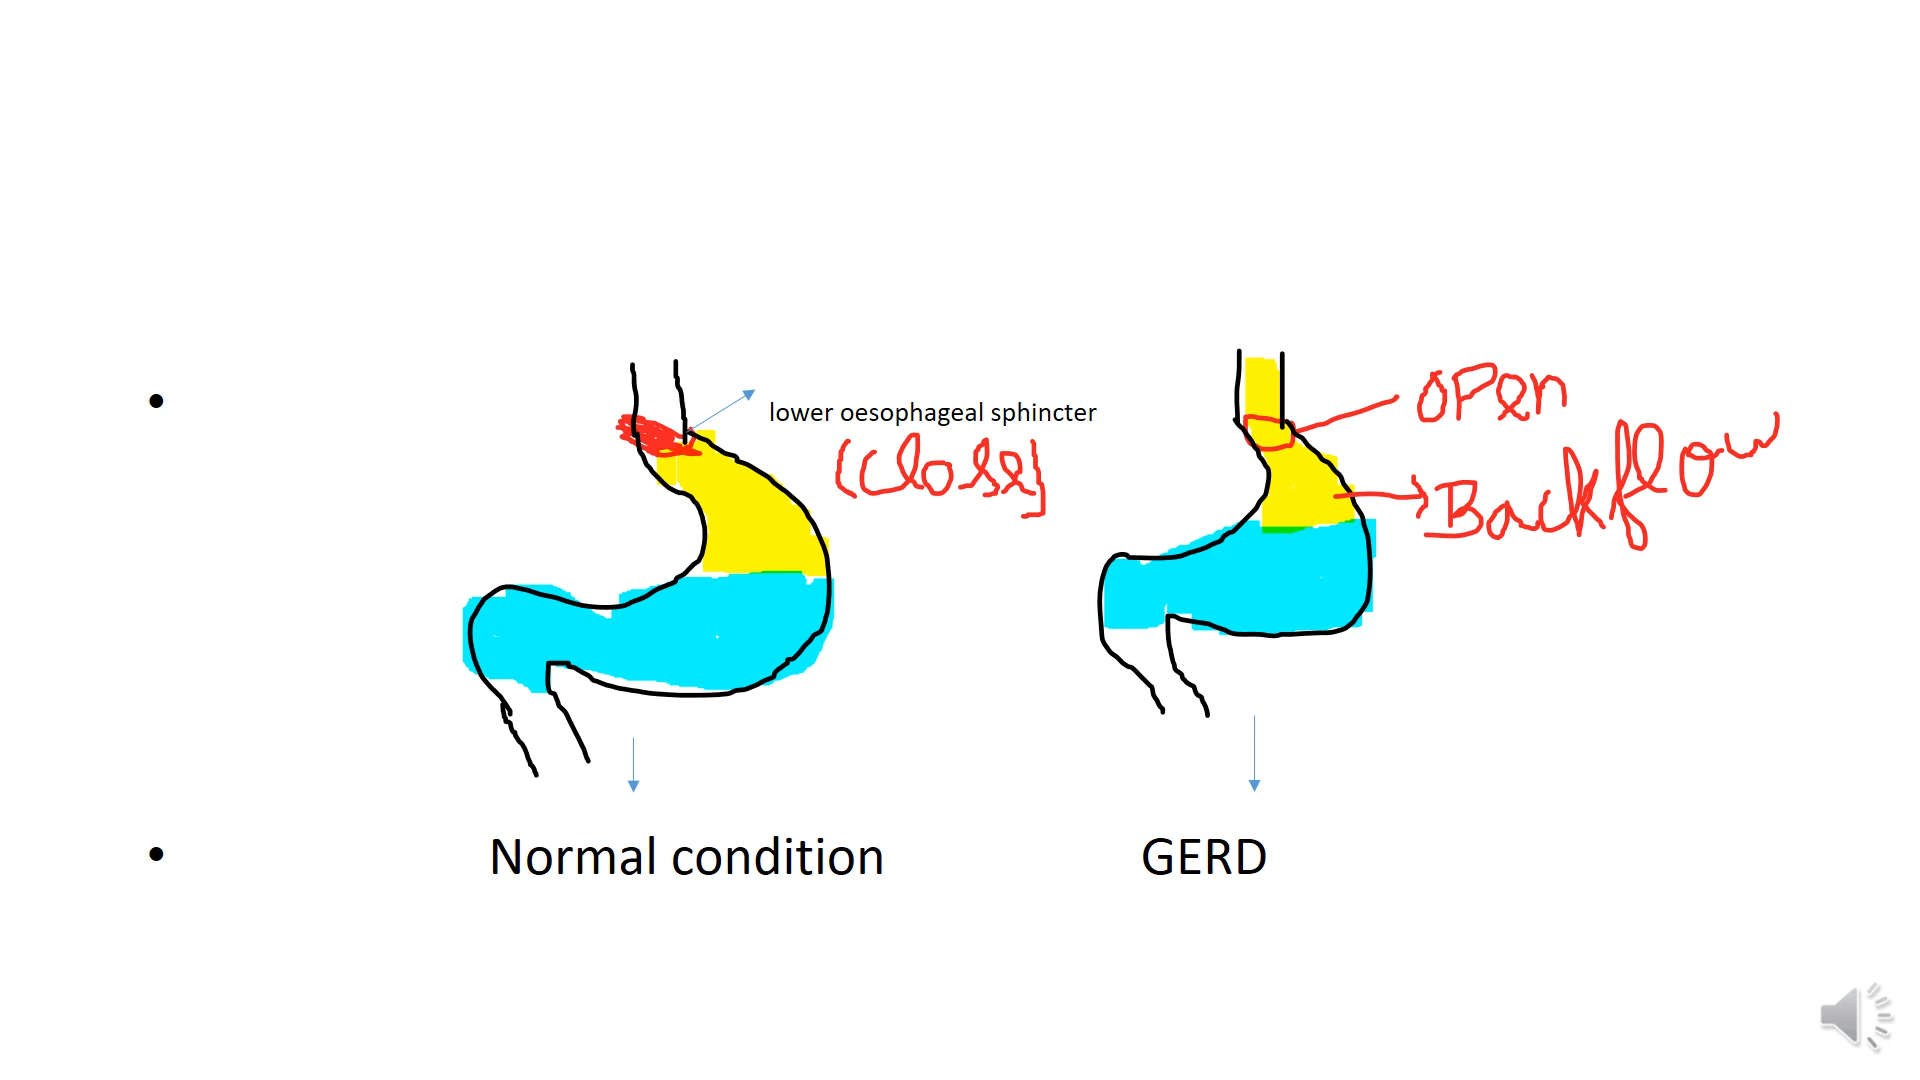 lower oesophageal sphincter
(Close]
OPen
Backflow
• Normal condition GERD